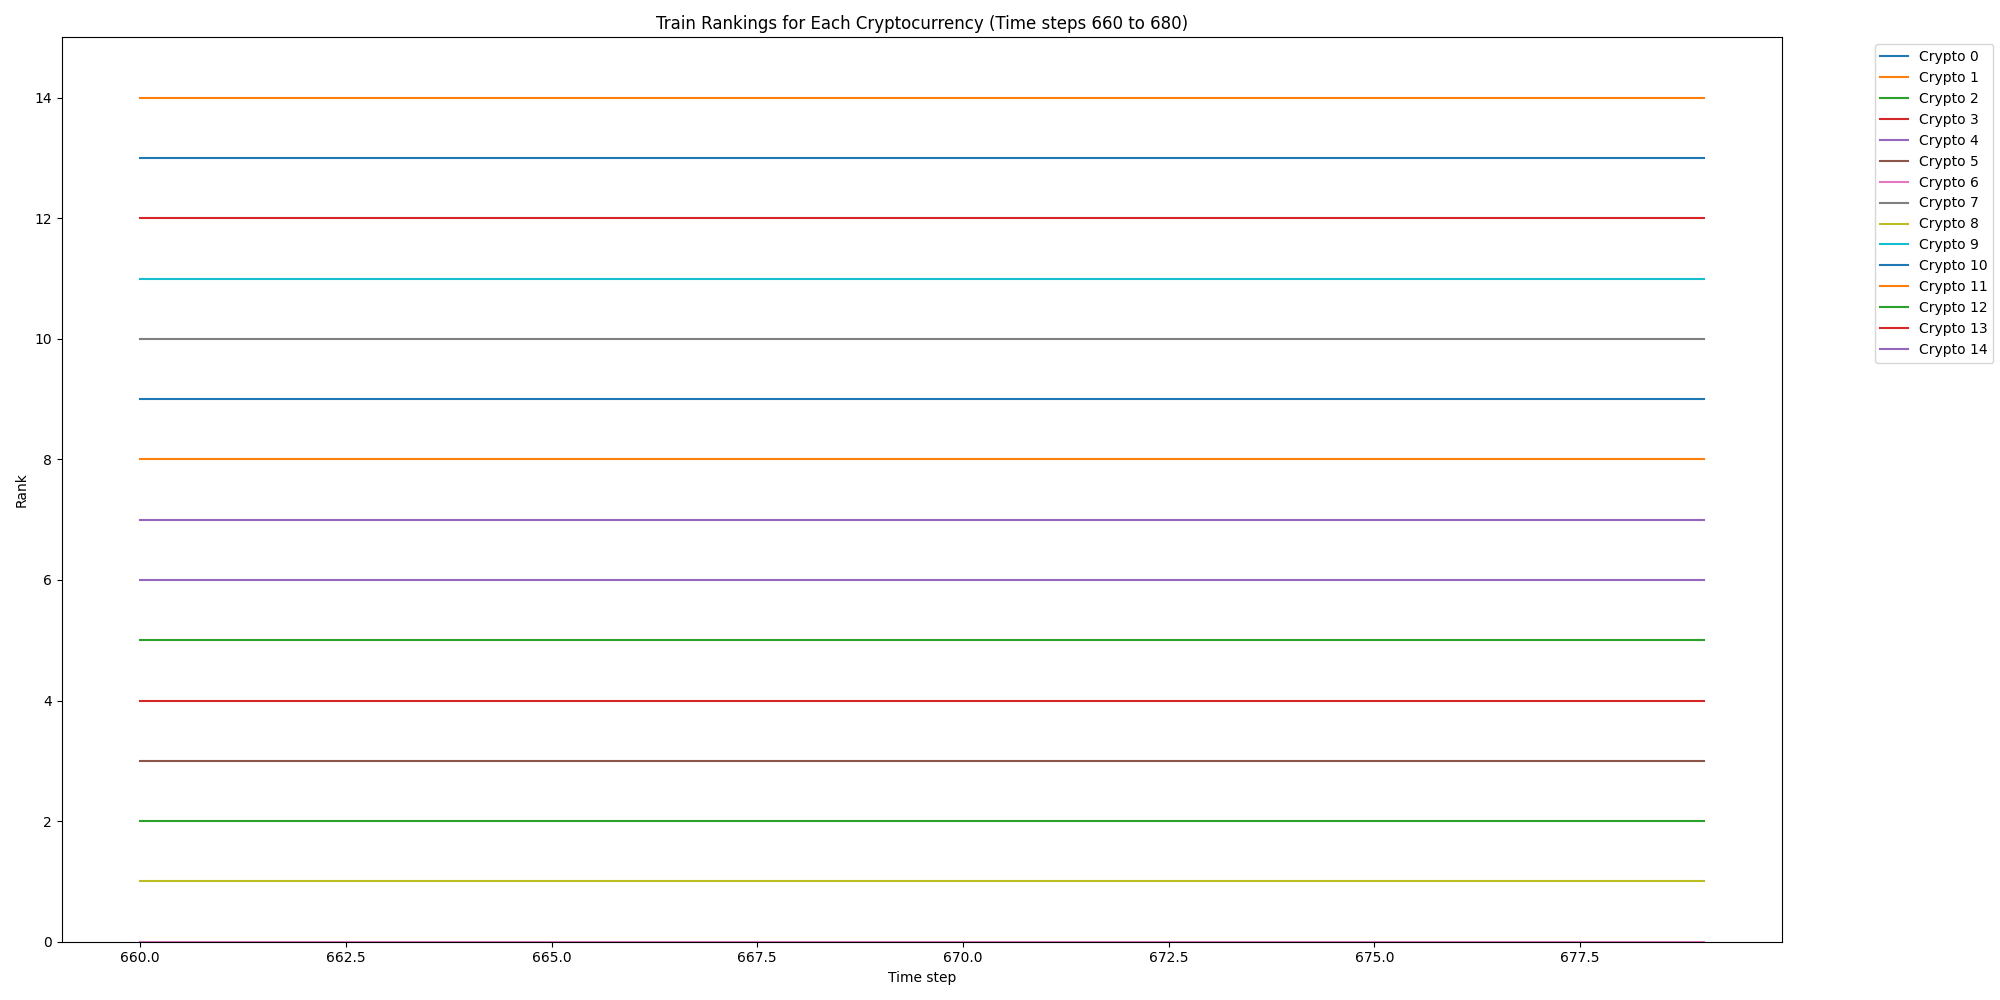 Train Rankings for Each Cryptocurrency (Time steps 660 to 680)
14
12
10
8
6
4
2
0
Rank
660.0
662.5
665.0
667.5
670.0
672.5
675.0
677.5
Time step
Crypto 0
Crypto 1
Crypto 2
Crypto 3
Crypto 4
Crypto 5
Crypto 6
Crypto 7
Crypto 8
Crypto 9
Crypto 10
Crypto 11
Crypto 12
Crypto 13
Crypto 14